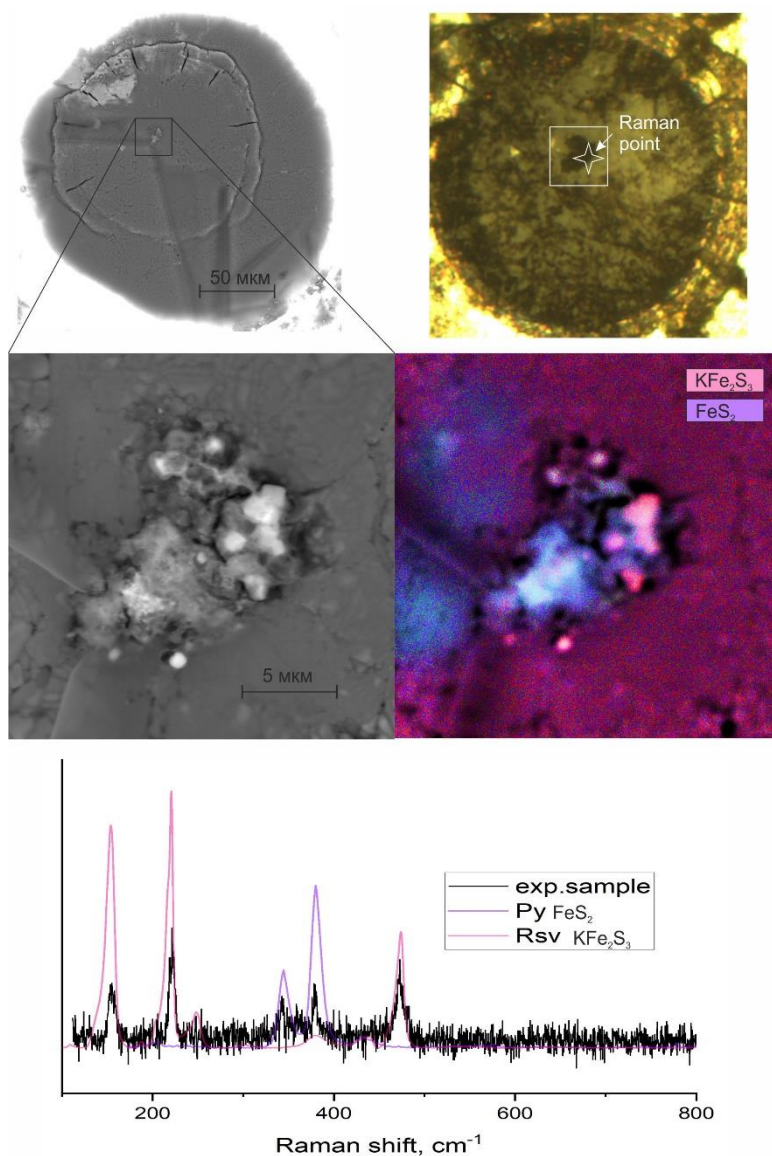 50 мкм
Raman
point
5 мкм
KFe₂S₃
FeS₂
exp.sample
Py FeS₂
Rsv KFe₂S₃
200
400
600
800
Raman shift, cm⁻¹